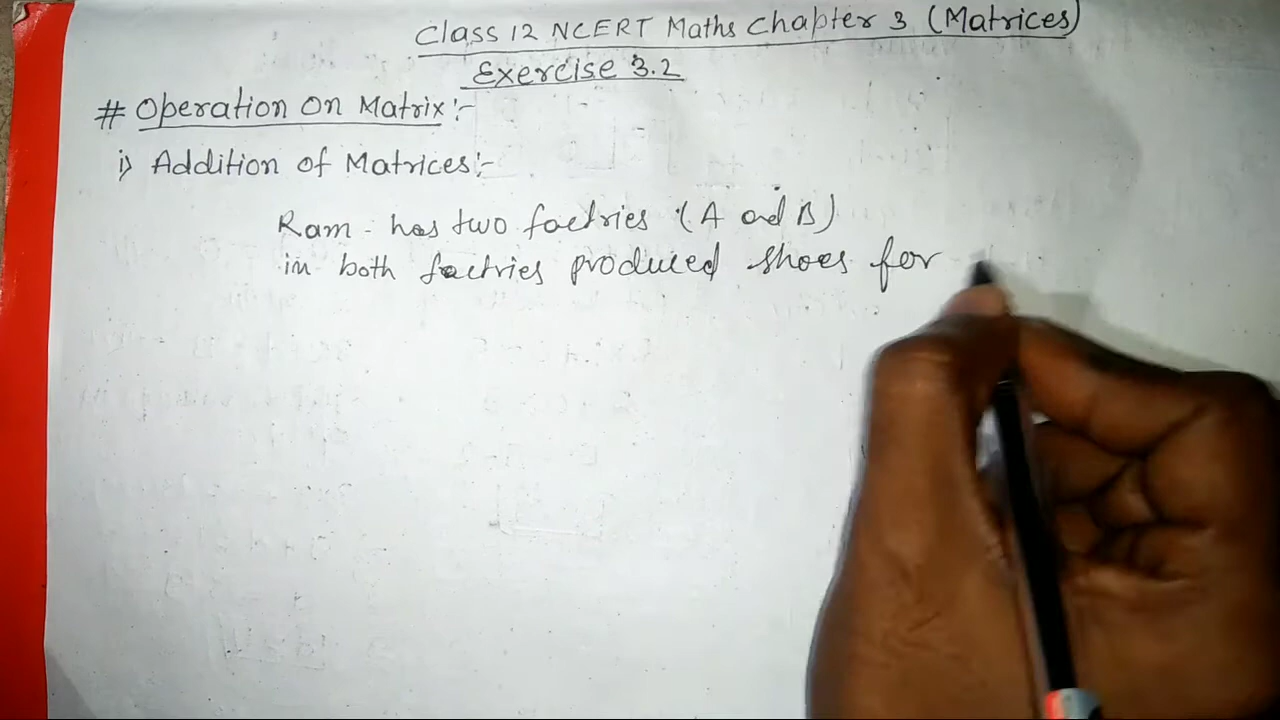 Class 12 NCERT Maths Chapter 3 (Matrices)
Exercise 3.2
# Operation On Matrix :-
i) Addition of Matrices :-
Ram - has two factries (A and B)
in both factries produced shoes for